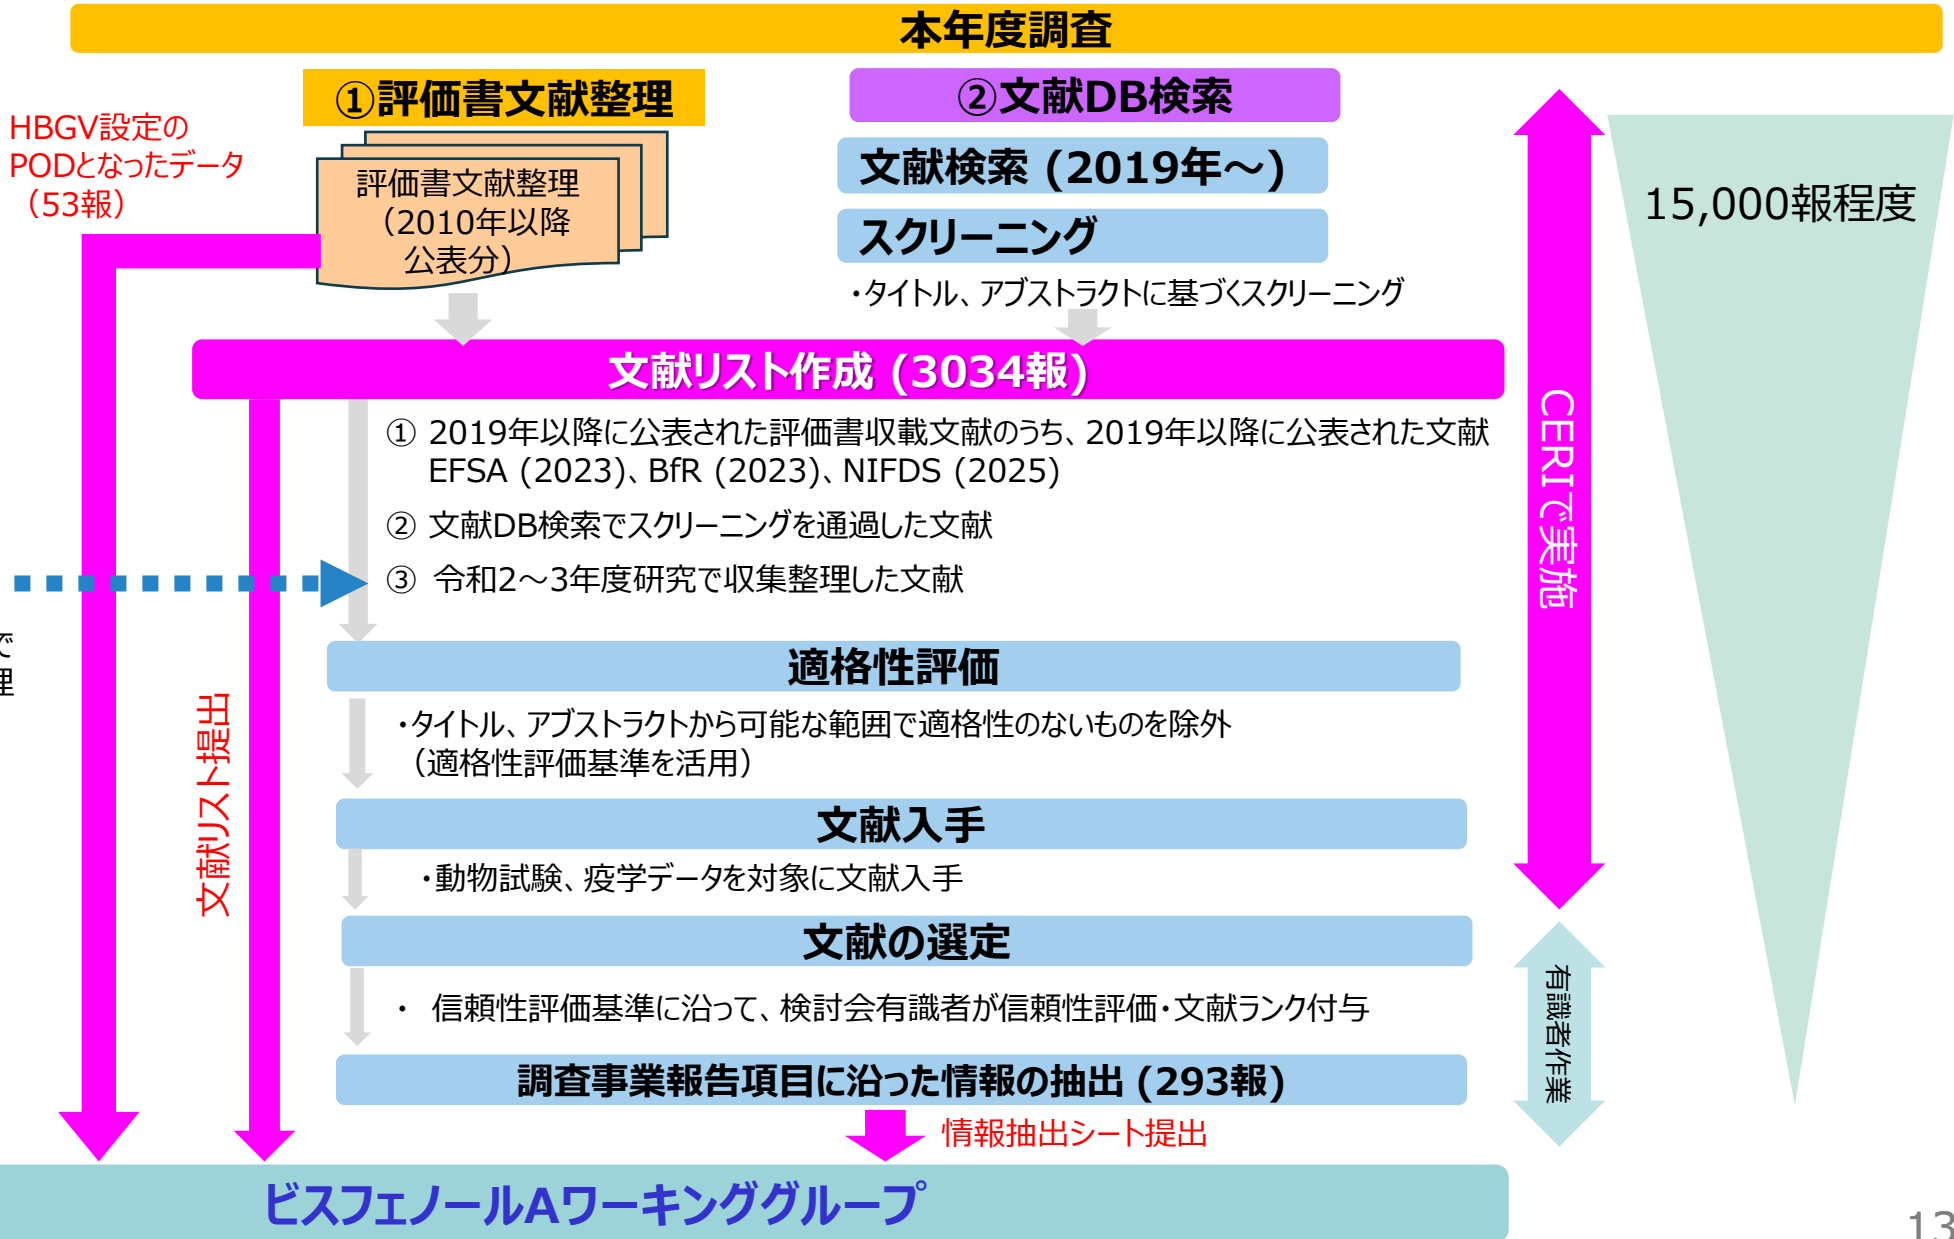 本年度調査
①評価書文献整理
②文献DB検索
HBGV設定の
PODとなったデータ
（53報）
評価書文献整理
（2010年以降
公表分）
文献検索 (2019年～)
スクリーニング
・タイトル、アブストラクトに基づくスクリーニング
15,000報程度
文献リスト作成 (3034報)
① 2019年以降に公表された評価書収載文献のうち、2019年以降に公表された文献
EFSA (2023)、BfR (2023)、NIFDS (2025)
② 文献DB検索でスクリーニングを通過した文献
③ 令和2～3年度研究で収集整理した文献
CERIで実施
で
理
適格性評価
・タイトル、アブストラクトから可能な範囲で適格性のないものを除外
（適格性評価基準を活用）
文献リスト提出
文献入手
・動物試験、疫学データを対象に文献入手
文献の選定
・ 信頼性評価基準に沿って、検討会有識者が信頼性評価・文献ランク付与
有識者作業
調査事業報告項目に沿った情報の抽出 (293報)
情報抽出シート提出
ビスフェノールAワーキンググループ
13